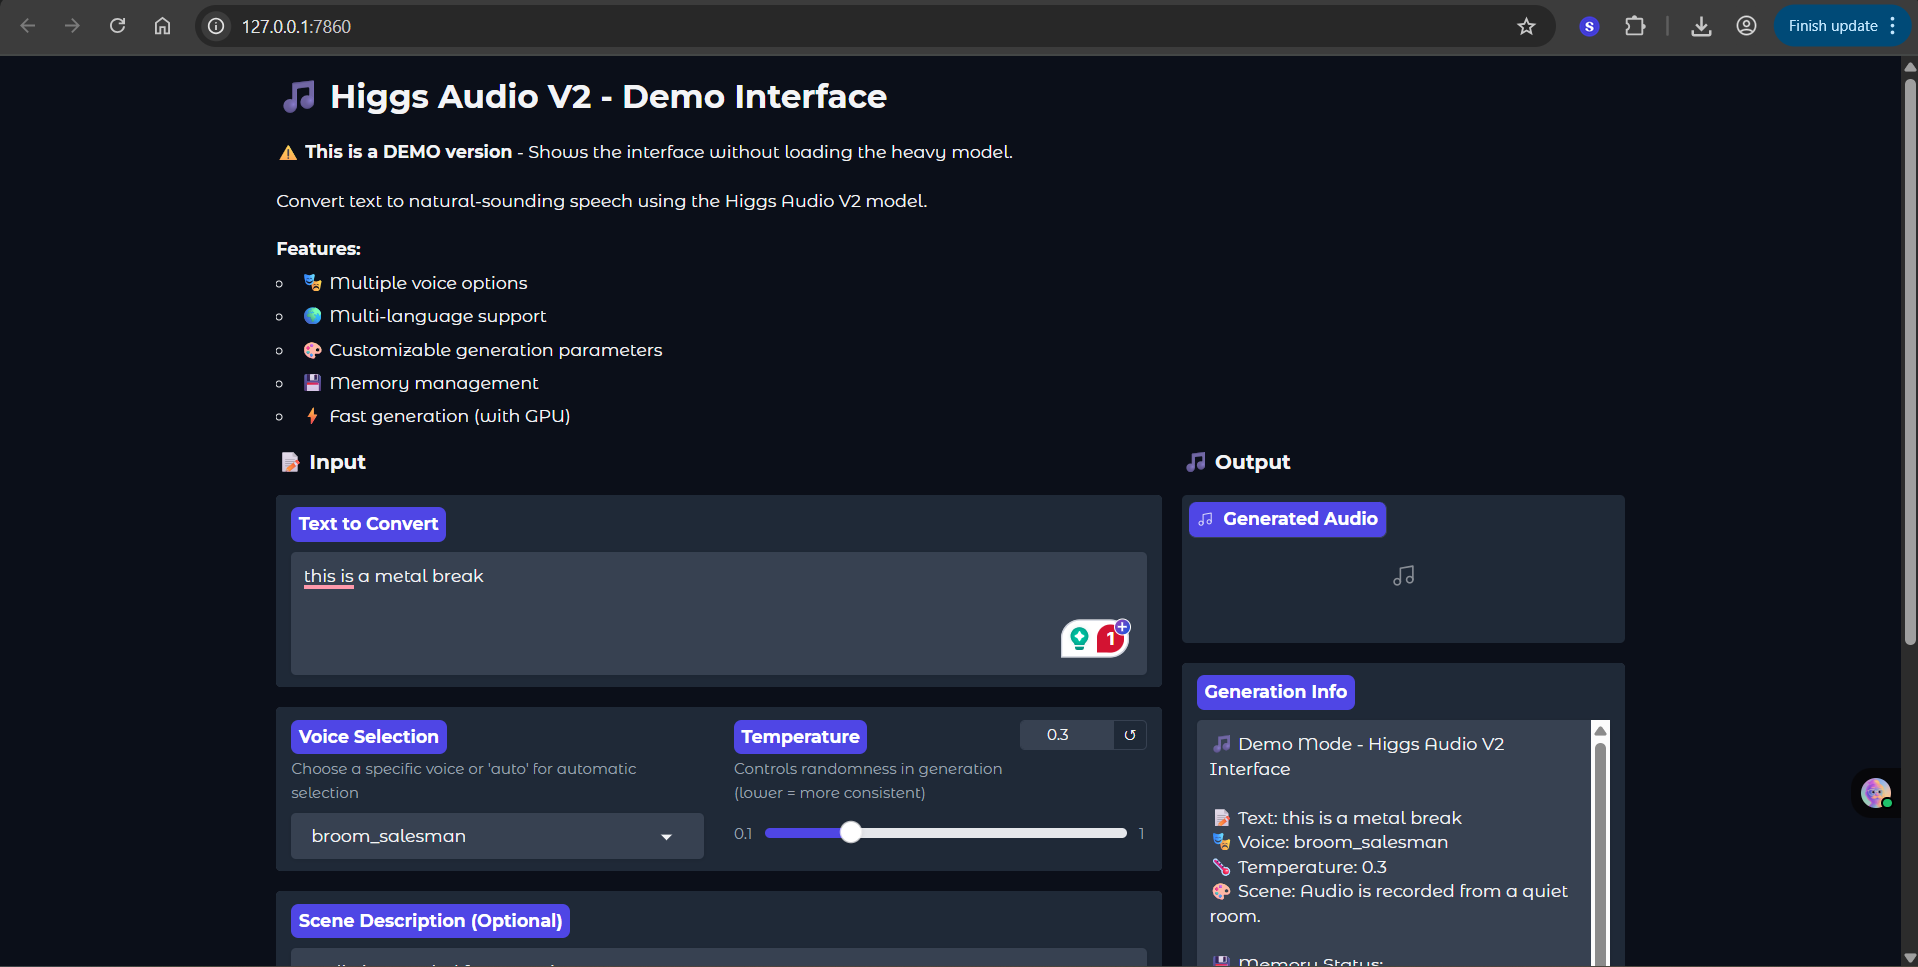 127.0.0.1:7860
S
Finish update
Higgs Audio V2 - Demo Interface
This is a DEMO version - Shows the interface without loading the heavy model.
Convert text to natural-sounding speech using the Higgs Audio V2 model.
Features:
Multiple voice options
Multi-language support
Customizable generation parameters
Memory management
Fast generation (with GPU)
Input
Text to Convert
this is a metal break
1
Voice Selection
Choose a specific voice or 'auto' for automatic
selection
broom_salesman
Temperature
0.3
Controls randomness in generation
(lower = more consistent)
0.1
1
Scene Description (Optional)
Output
Generated Audio
Generation Info
Demo Mode - Higgs Audio V2
Interface
Text: this is a metal break
Voice: broom_salesman
Temperature: 0.3
Scene: Audio is recorded from a quiet
room.
Memory Status: